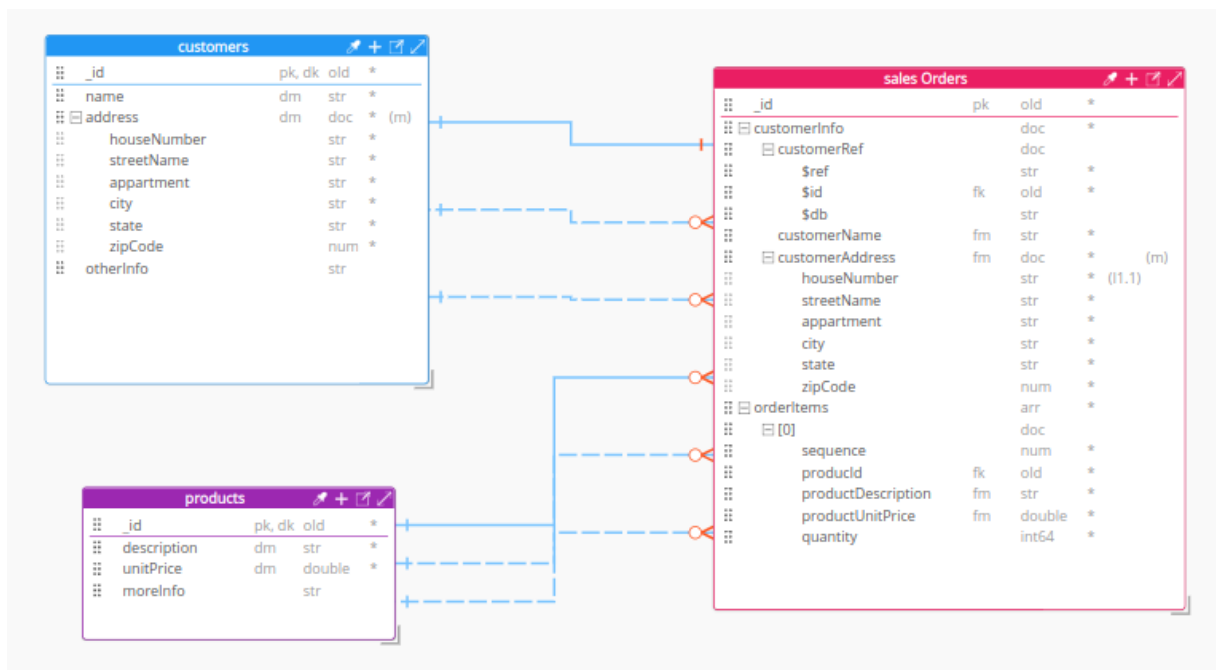 customers
_id pk, dk oId *
name dm str *
address dm doc * (m)
houseNumber str *
streetName str *
appartment str *
city str *
state str *
zipCode num *
otherInfo str
sales Orders
_id pk oId *
customerInfo doc *
customerRef doc
$ref str *
$id fk oId *
$db str
customerName fm str *
customerAddress fm doc * (m)
houseNumber str * (I1.1)
streetName str *
appartment str *
city str *
state str *
zipCode num *
orderItems arr *
[0] doc
sequence num *
producId fk oId *
productDescription fm str *
productUnitPrice fm double *
quantity int64 *
products
_id pk, dk oId *
description dm str *
unitPrice dm double *
moreInfo str